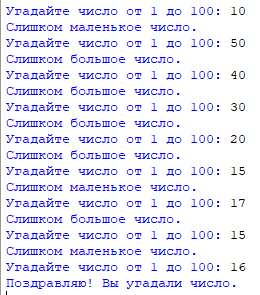 Угадайте число от 1 до 100: 10
Слишком маленькое число.
Угадайте число от 1 до 100: 50
Слишком большое число.
Угадайте число от 1 до 100: 40
Слишком большое число.
Угадайте число от 1 до 100: 30
Слишком большое число.
Угадайте число от 1 до 100: 20
Слишком большое число.
Угадайте число от 1 до 100: 15
Слишком маленькое число.
Угадайте число от 1 до 100: 17
Слишком большое число.
Угадайте число от 1 до 100: 15
Слишком маленькое число.
Угадайте число от 1 до 100: 16
Поздравляю! Вы угадали число.